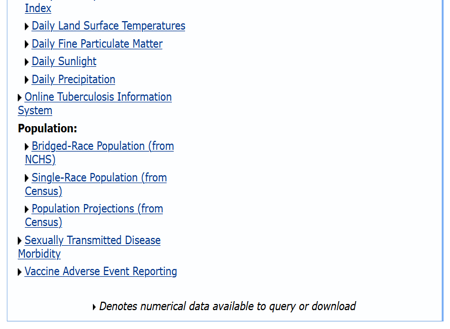 Index
Daily Land Surface Temperatures
Daily Fine Particulate Matter
Daily Sunlight
Daily Precipitation
Online Tuberculosis Information
System
Population:
Bridged-Race Population (from
NCHS)
Single-Race Population (from
Census)
Population Projections (from
Census)
Sexually Transmitted Disease
Morbidity
Vaccine Adverse Event Reporting
Denotes numerical data available to query or download